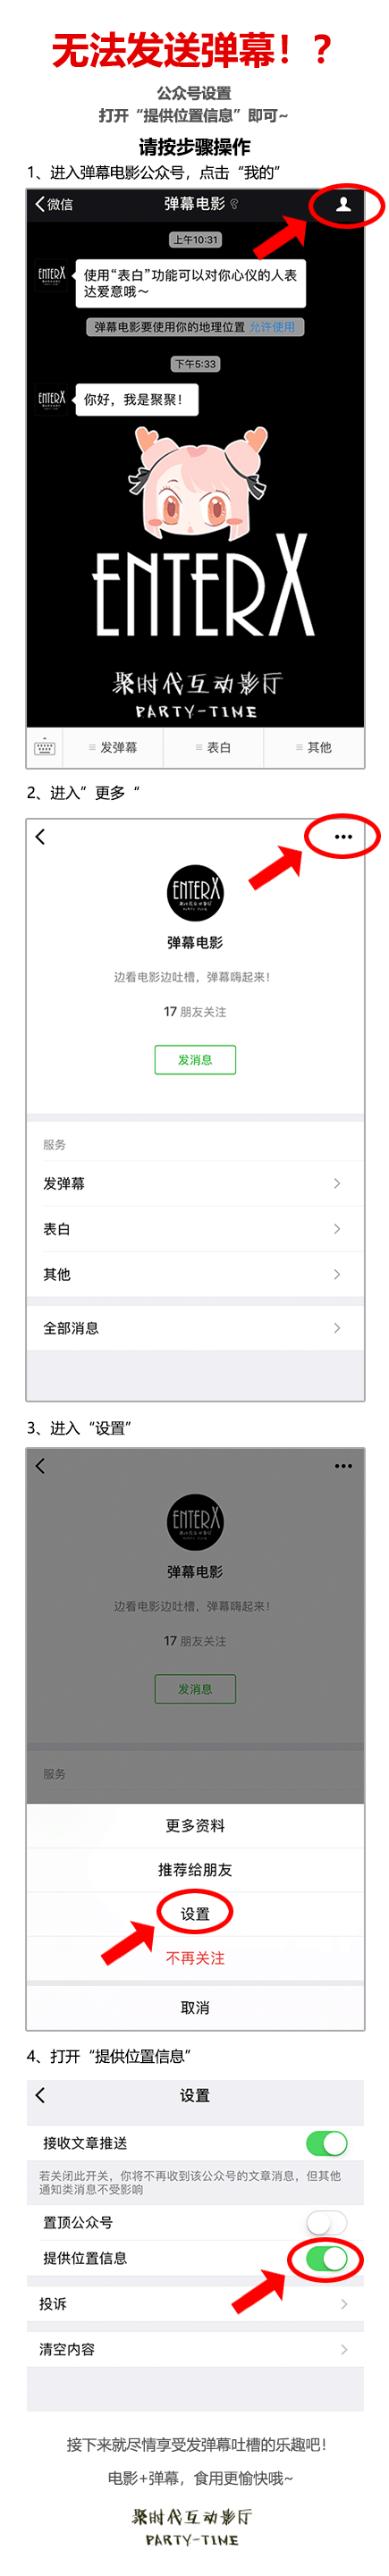 无法发送弹幕！？
公众号设置
打开“提供位置信息”即可~
请按步骤操作
1、进入弹幕电影公众号，点击“我的”
微信
弹幕电影
上午10:31
ENTERX
使用“表白”功能可以对你心仪的人表
达爱意哦～
弹幕电影要使用你的地理位置 允许使用
下午5:33
ENTERX
你好，我是聚聚！
ENTERX
聚时代互动影厅
PARTY-TIME
发弹幕
表白
其他
2、进入”更多“
ENTERX
弹幕电影
边看电影边吐槽，弹幕嗨起来！
17 朋友关注
发消息
服务
发弹幕
表白
其他
全部消息
3、进入“设置”
ENTERX
弹幕电影
边看电影边吐槽，弹幕嗨起来！
17 朋友关注
发消息
服务
更多资料
推荐给朋友
设置
不再关注
取消
4、打开“提供位置信息”
设置
接收文章推送
若关闭此开关，你将不再收到该公众号的文章消息，但其他
通知类消息不受影响
置顶公众号
提供位置信息
投诉
清空内容
接下来就尽情享受发弹幕吐槽的乐趣吧！
电影+弹幕，食用更愉快哦~
聚时代互动影厅
PARTY-TIME